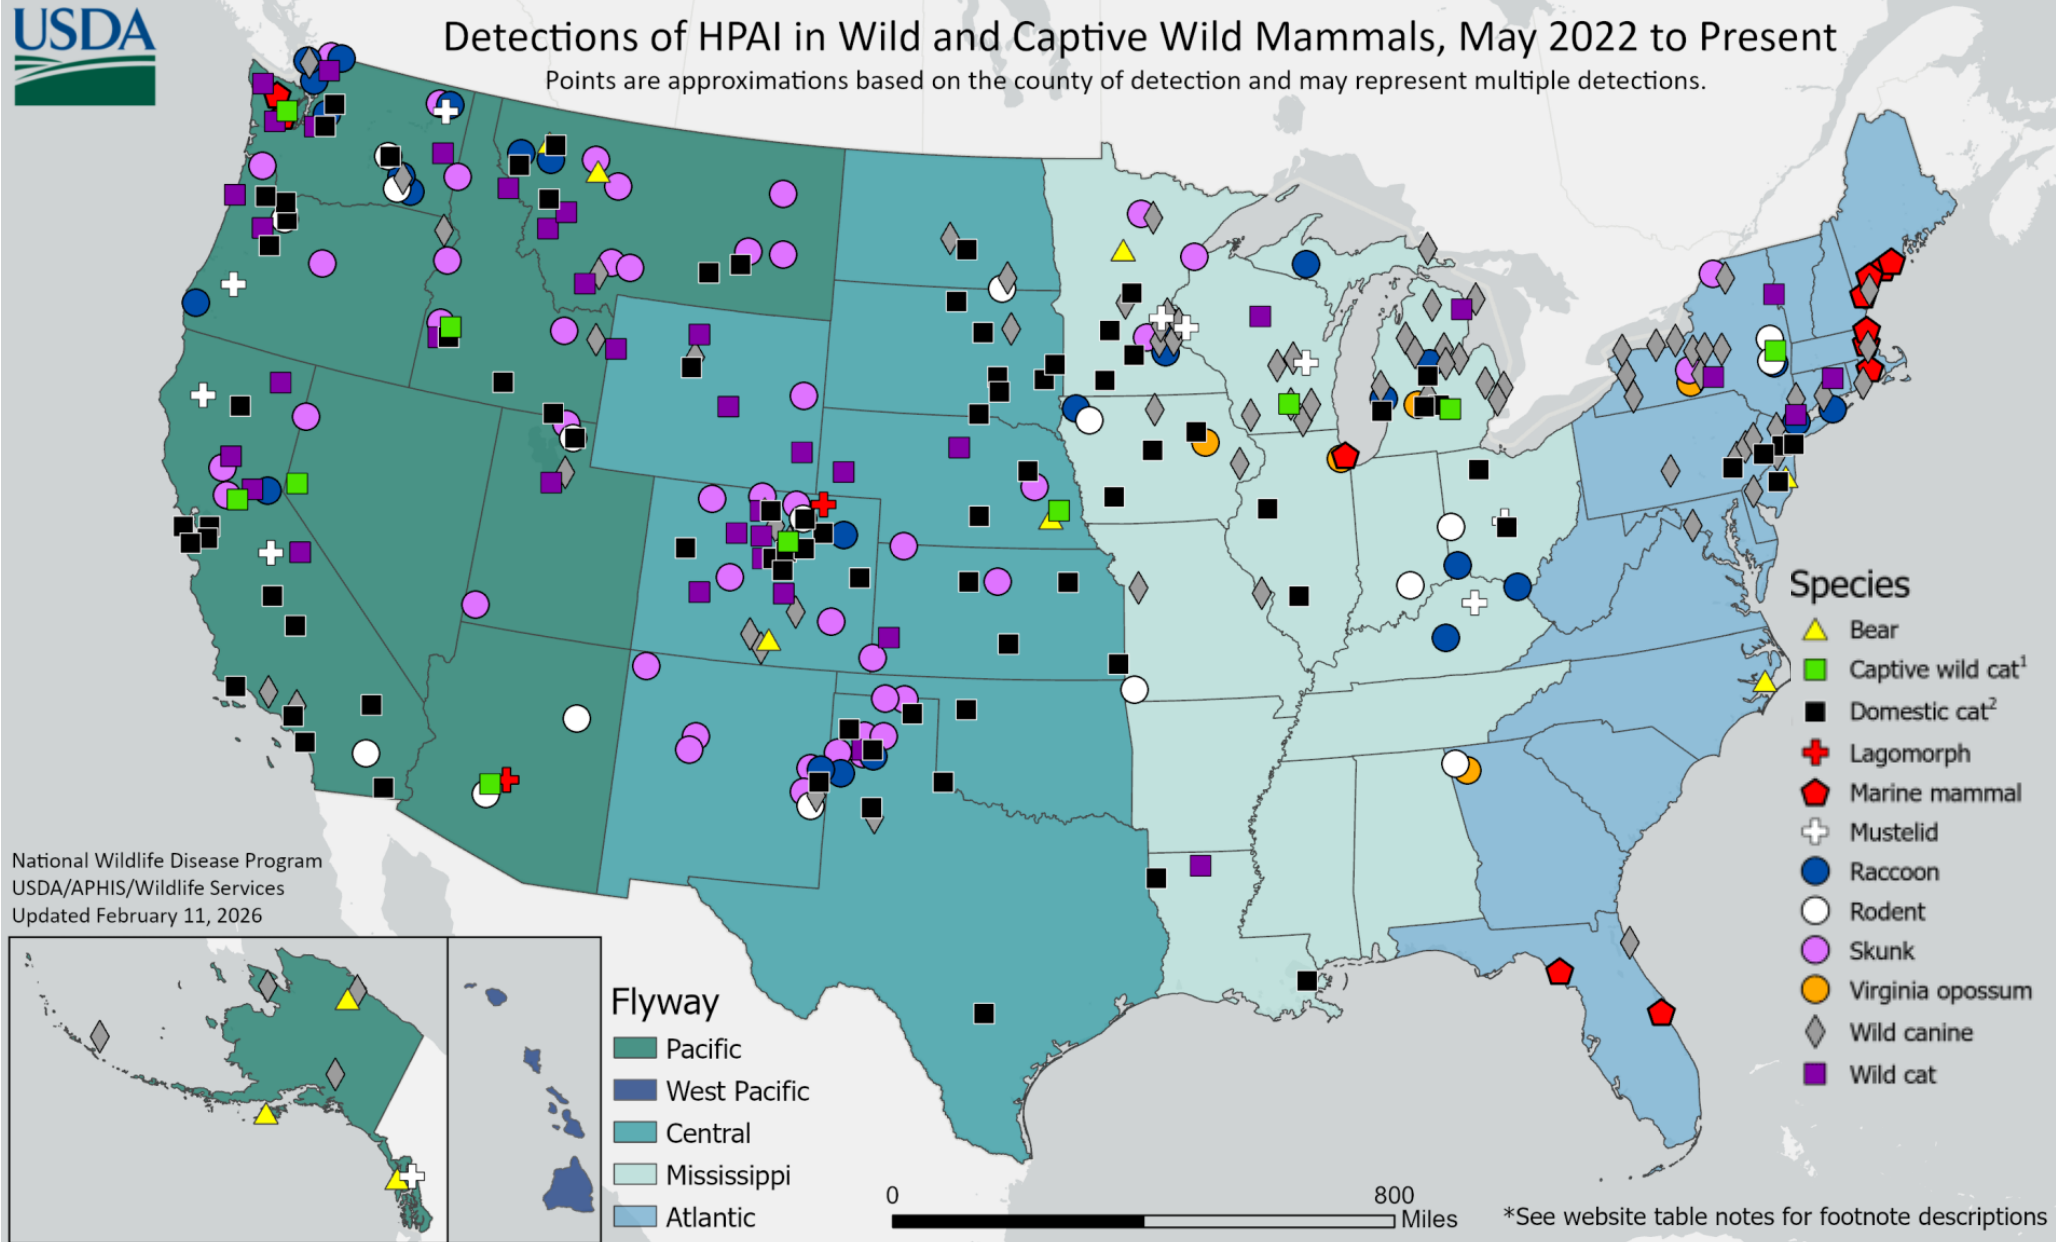 USDA
Detections of HPAI in Wild and Captive Wild Mammals, May 2022 to Present
Points are approximations based on the county of detection and may represent multiple detections.
Species
Bear
Captive wild cat¹
Domestic cat²
Lagomorph
Marine mammal
Mustelid
Raccoon
Rodent
Skunk
Virginia opossum
Wild canine
Wild cat
National Wildlife Disease Program
USDA/APHIS/Wildlife Services
Updated February 11, 2026
Flyway
Pacific
West Pacific
Central
Mississippi
Atlantic
0 800
Miles
*See website table notes for footnote descriptions